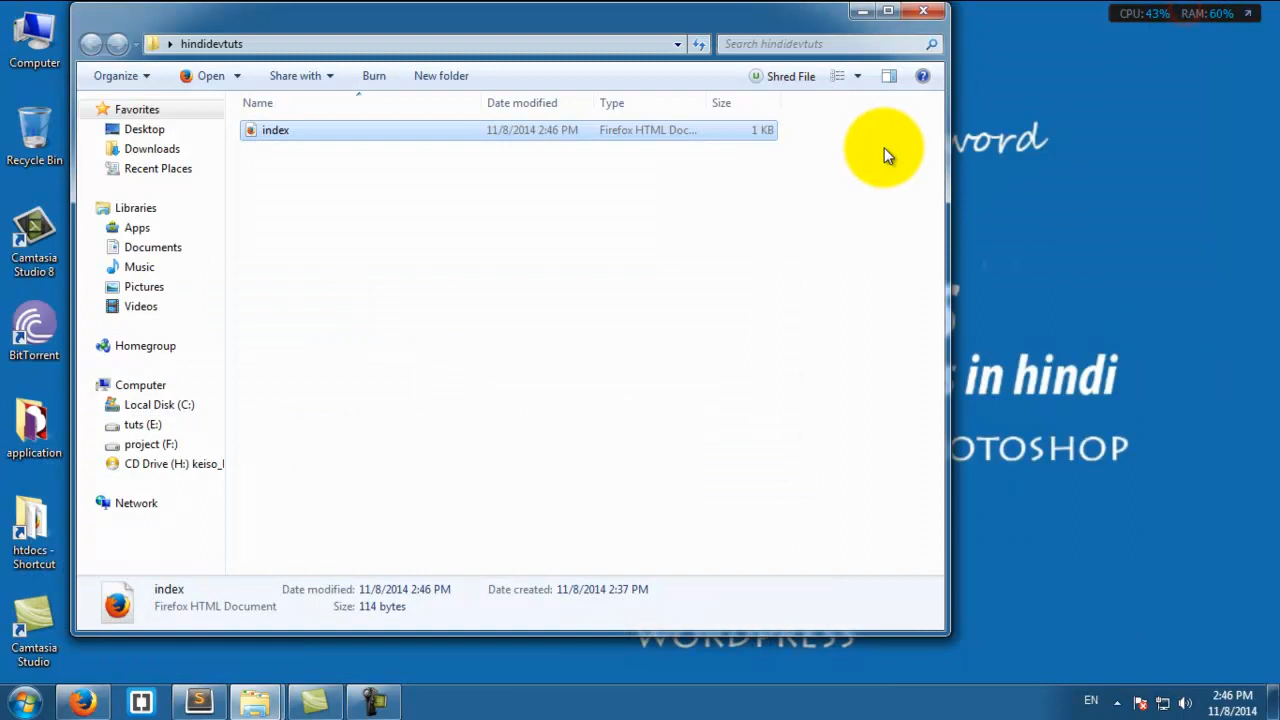 CPU:43% RAM:60%
Computer
Recycle Bin
Camtasia
Studio 8
BitTorrent
application
htdocs -
Shortcut
Camtasia
Studio
hindidevtuts
Search hindidevtuts
Organize Open Share with Burn New folder Shred File
Name Date modified Type Size
index 11/8/2014 2:46 PM Firefox HTML Doc... 1 KB
Favorites
Desktop
Downloads
Recent Places
Libraries
Apps
Documents
Music
Pictures
Videos
Homegroup
Computer
Local Disk (C:)
tuts (E:)
project (F:)
CD Drive (H:) keiso_
Network
index Date modified: 11/8/2014 2:46 PM Date created: 11/8/2014 2:37 PM
Firefox HTML Document Size: 114 bytes
word
s in hindi
OTOSHOP
WORDPRESS
EN
2:46 PM
11/8/2014